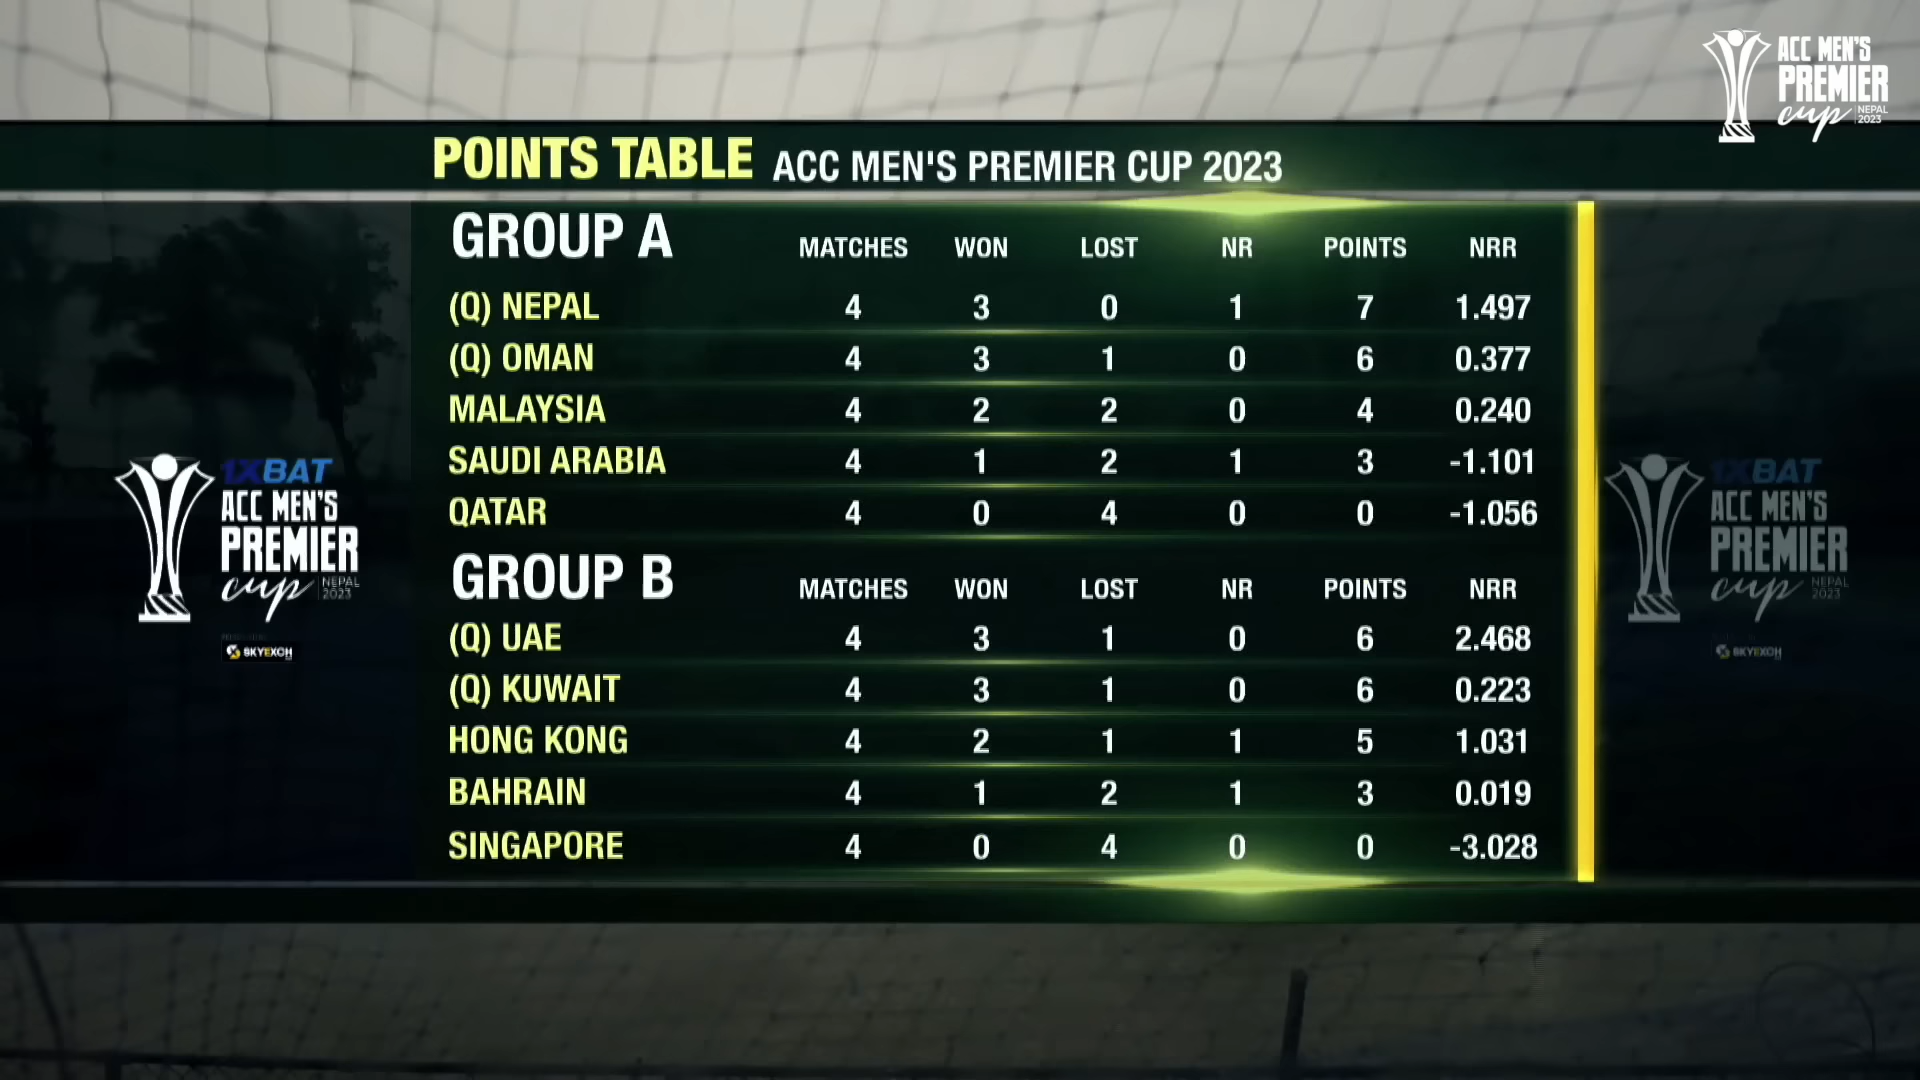 ACC MEN'S
PREMIER
cup NEPAL 2023
POINTS TABLE ACC MEN'S PREMIER CUP 2023
GROUP A MATCHES WON LOST NR POINTS NRR
(Q) NEPAL 4 3 0 1 7 1.497
(Q) OMAN 4 3 1 0 6 0.377
MALAYSIA 4 2 2 0 4 0.240
SAUDI ARABIA 4 1 2 1 3 -1.101
QATAR 4 0 4 0 0 -1.056
GROUP B MATCHES WON LOST NR POINTS NRR
(Q) UAE 4 3 1 0 6 2.468
(Q) KUWAIT 4 3 1 0 6 0.223
HONG KONG 4 2 1 1 5 1.031
BAHRAIN 4 1 2 1 3 0.019
SINGAPORE 4 0 4 0 0 -3.028
1XBAT
ACC MEN'S
PREMIER
cup NEPAL 2023
SKYEXCH
1XBAT
ACC MEN'S
PREMIER
cup NEPAL 2023
SKYEXCH